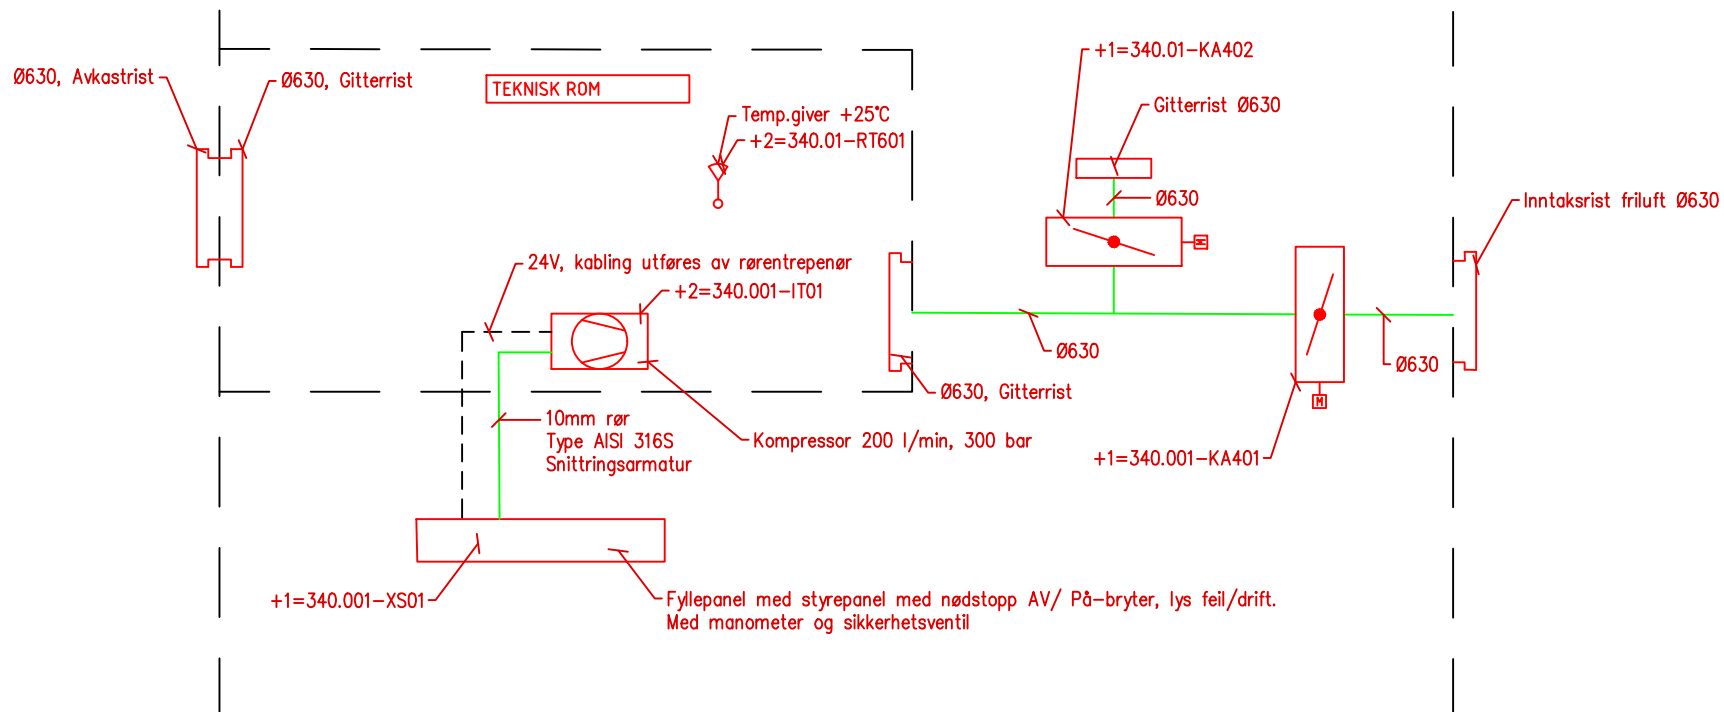 +1=340.01-KA402
Ø630, Avkastrist
Ø630, Gitterrist
TEKNISK ROM
Gitterrist Ø630
Temp.giver +25°C
+2=340.01-RT601
Ø630
Inntaksrist friluft Ø630
24V, kabling utføres av rørentrepenør
+2=340.001-IT01
M
Ø630
Ø630
Ø630, Gitterrist
M
10mm rør
Type AISI 316S
Snittringsarmatur
Kompressor 200 l/min, 300 bar
+1=340.001-KA401
+1=340.001-XS01
Fyllepanel med styrepanel med nødstopp AV/ På-bryter, lys feil/drift.
Med manometer og sikkerhetsventil